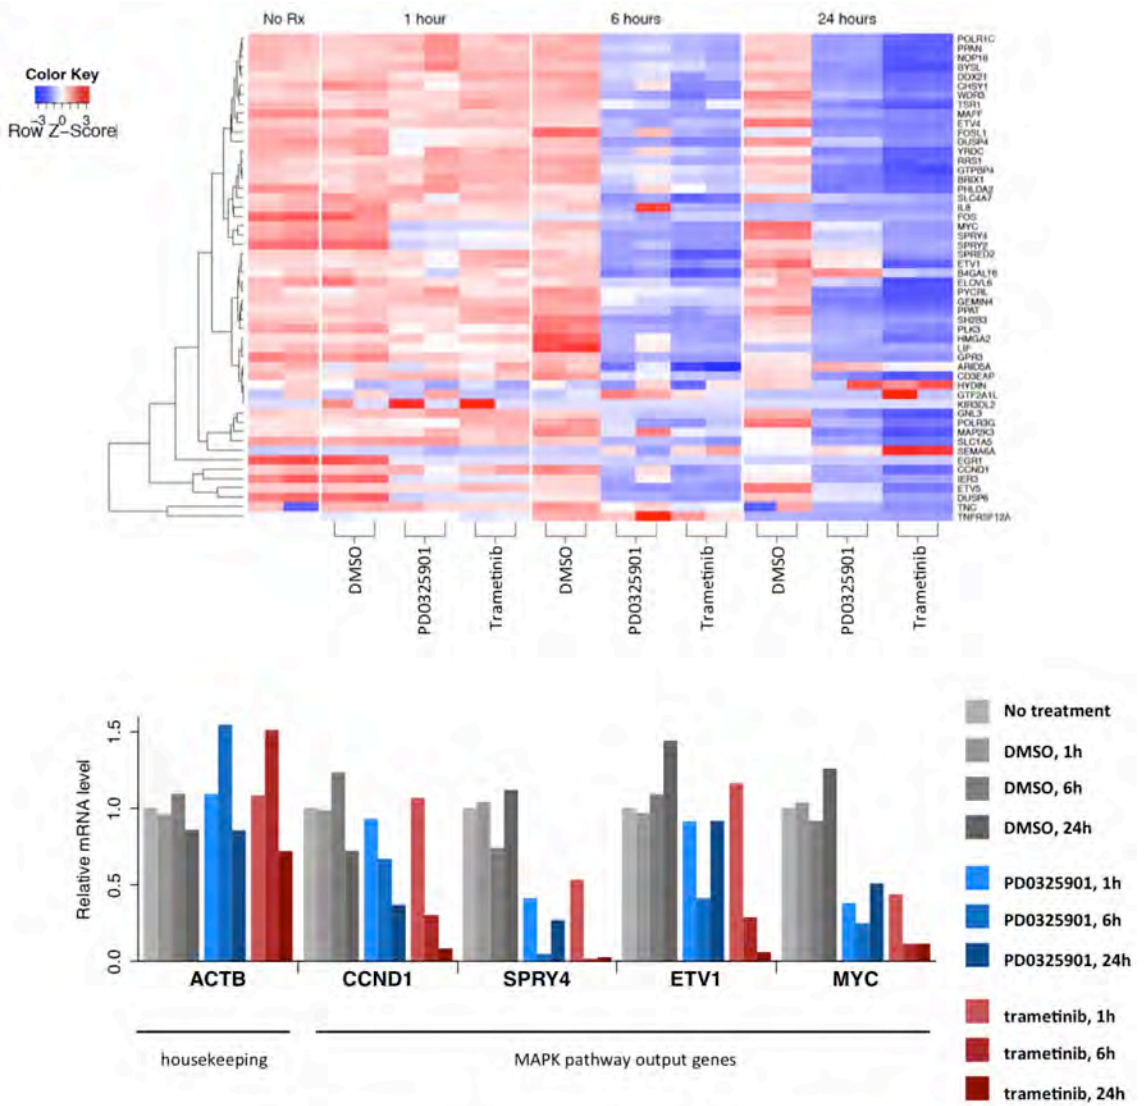 No Rx 1 hour 6 hours 24 hours
Color Key
−3 0 3
Row Z-Score
POLR1C
PPAN
NOP16
BYSL
DDX21
CHSY1
WDR3
TSR1
MAFF
ETV4
FOSL1
DUSP4
YRDC
RRS1
GTPBP4
BRIX1
PHLDA2
SLC4A7
IL8
FOS
MYC
SPRY4
SPRY2
SPRED2
ETV1
B4GALT6
ELOVL6
PYCRL
GEMIN4
PPAT
SH2B3
PLK3
HMGA2
LIF
GPR3
ARID5A
CD3EAP
HYDIN
GTF2A1L
KIR3DL2
GNL3
POLR3G
MAP2K3
SLC1A5
SEMA6A
EGR1
CCND1
IER3
ETV5
DUSP6
TNC
TNFRSF12A
DMSO
PD0325901
Trametinib
DMSO
PD0325901
Trametinib
DMSO
PD0325901
Trametinib
Relative mRNA level
1.5
1.0
0.5
0.0
ACTB CCND1 SPRY4 ETV1 MYC
housekeeping MAPK pathway output genes
No treatment
DMSO, 1h
DMSO, 6h
DMSO, 24h
PD0325901, 1h
PD0325901, 6h
PD0325901, 24h
trametinib, 1h
trametinib, 6h
trametinib, 24h